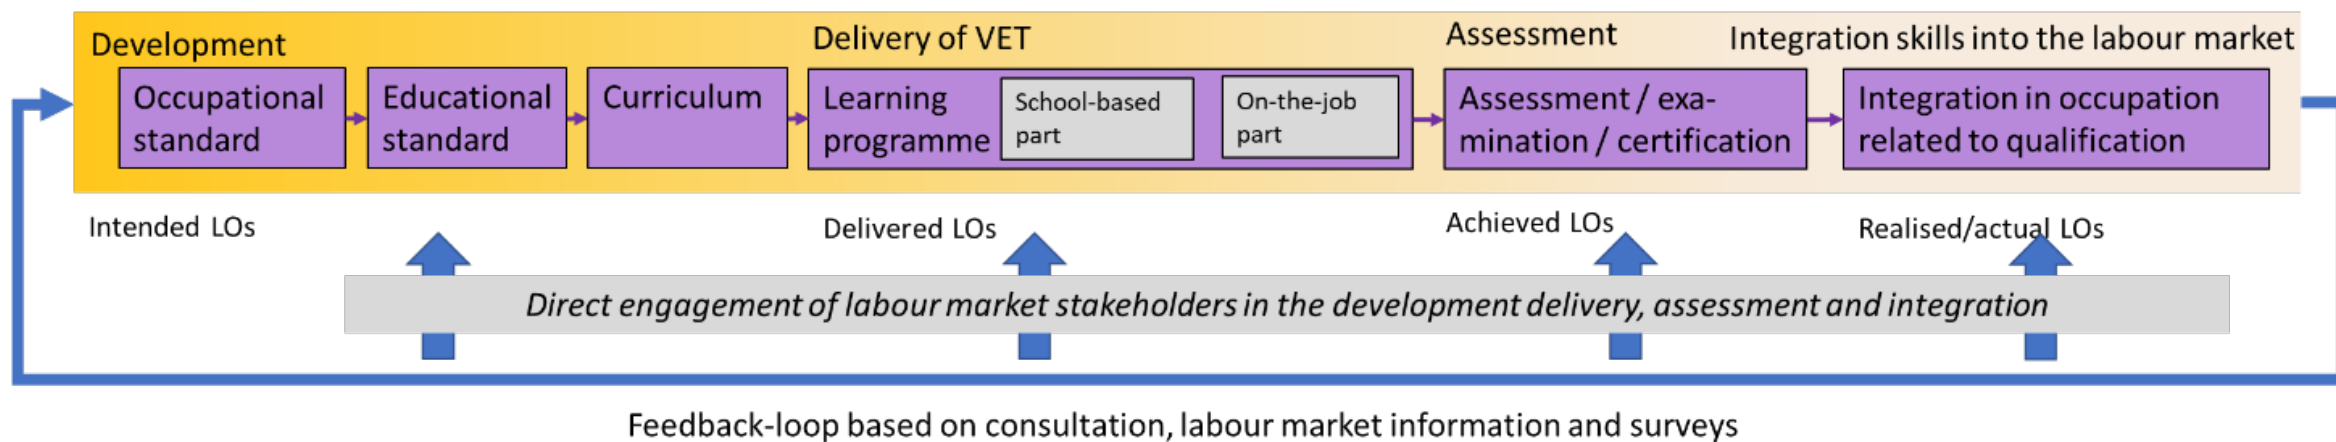 Development
Delivery of VET
Assessment
Integration skills into the labour market
Occupational
standard
Educational
standard
Curriculum
Learning
programme
School-based
part
On-the-job
part
Assessment / exa-
mination / certification
Integration in occupation
related to qualification
Intended LOs
Delivered LOs
Achieved LOs
Realised/actual LOs
Direct engagement of labour market stakeholders in the development delivery, assessment and integration
Feedback-loop based on consultation, labour market information and surveys